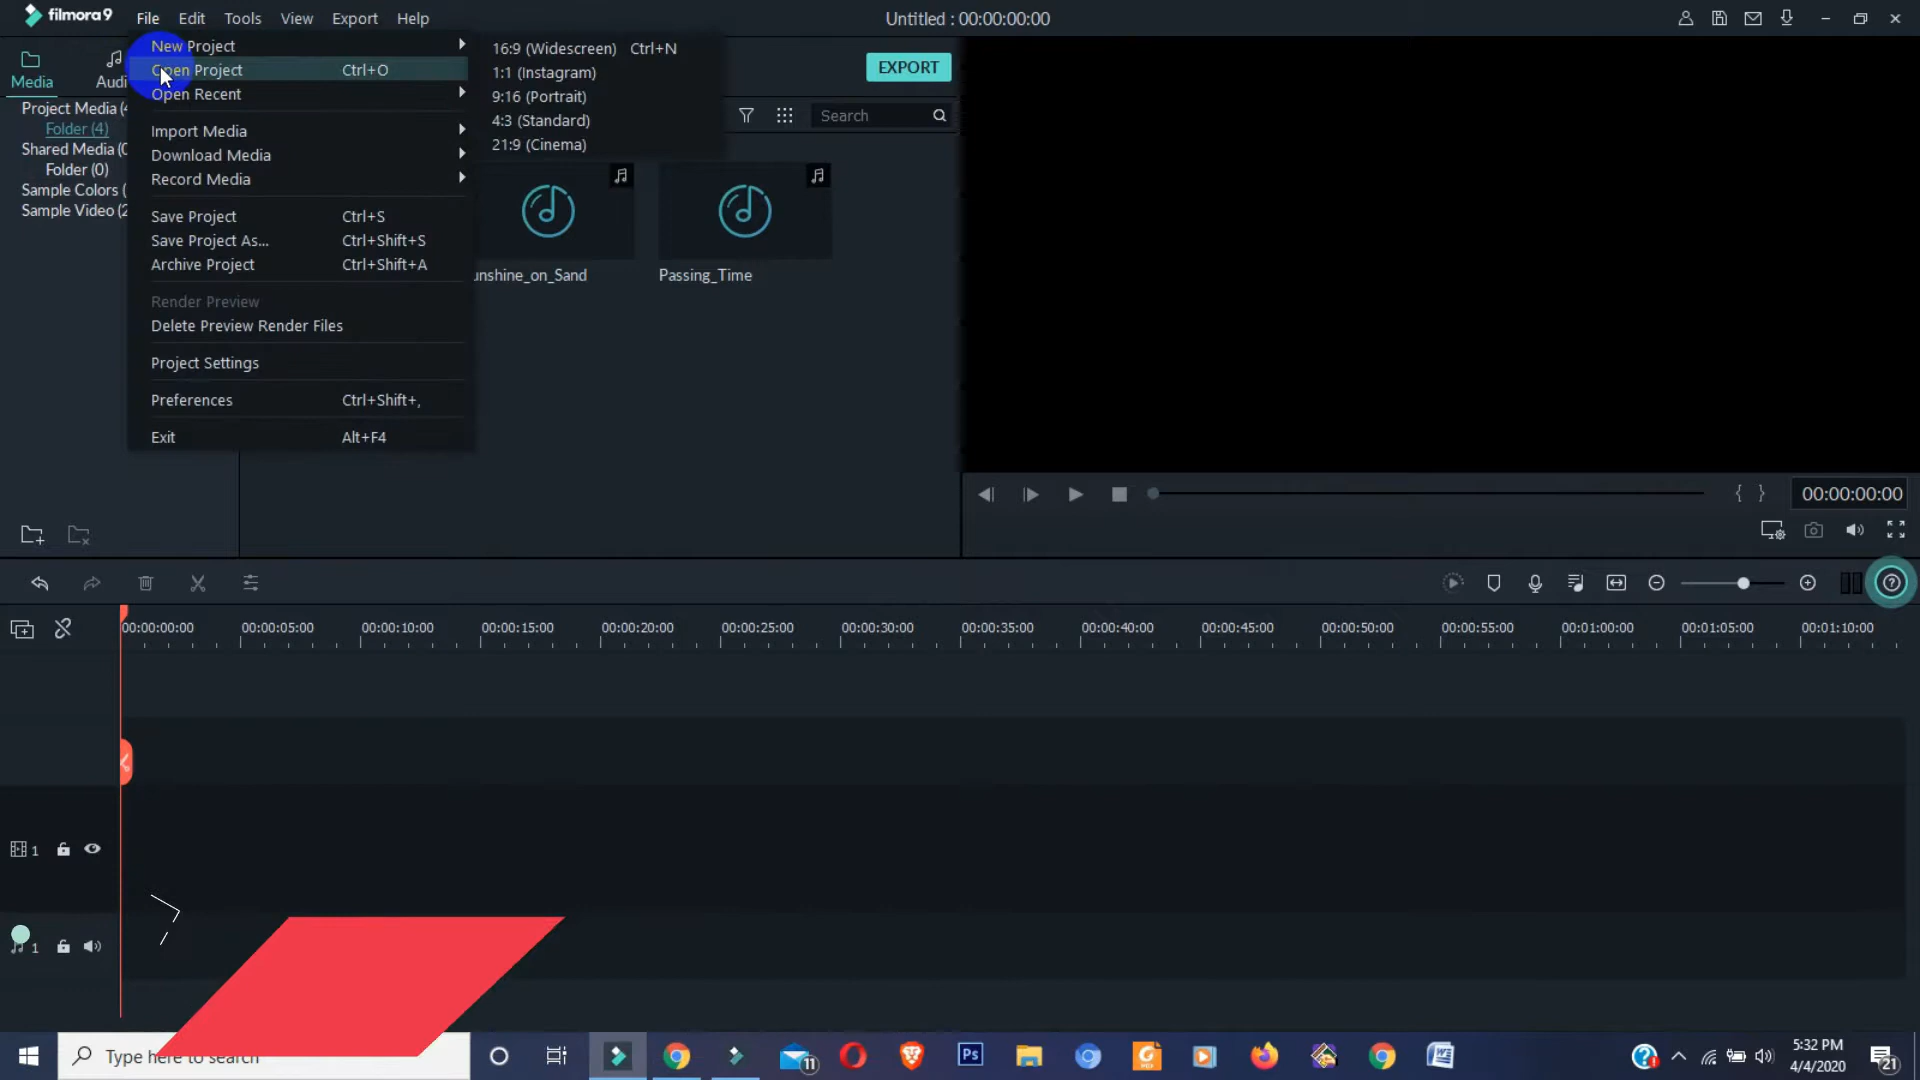 filmora9 File Edit Tools View Export Help Untitled : 00:00:00:00
Media Audi
New Project
Open Project Ctrl+O
Open Recent
Import Media
Download Media
Record Media
Save Project Ctrl+S
Save Project As... Ctrl+Shift+S
Archive Project Ctrl+Shift+A
Render Preview
Delete Preview Render Files
Project Settings
Preferences Ctrl+Shift+,
Exit Alt+F4
16:9 (Widescreen) Ctrl+N
1:1 (Instagram)
9:16 (Portrait)
4:3 (Standard)
21:9 (Cinema)
EXPORT
Search
Project Media (4
Folder (4)
Shared Media (0
Folder (0)
Sample Colors (
Sample Video (2
unshine_on_Sand
Passing_Time
{ } 00:00:00:00
00:00:00:00 00:00:05:00 00:00:10:00 00:00:15:00 00:00:20:00 00:00:25:00 00:00:30:00 00:00:35:00 00:00:40:00 00:00:45:00 00:00:50:00 00:00:55:00 00:01:00:00 00:01:05:00 00:01:10:00
1
1
Type here to search
11
Ps
5:32 PM
4/4/2020
21